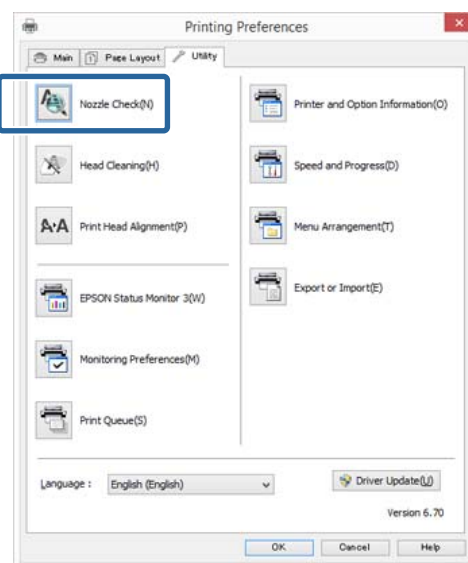 Printing Preferences
Main
Page Layout
Utility
Nozzle Check(N)
Printer and Option Information(O)
Head Cleaning(H)
Speed and Progress(D)
A·A
Print Head Alignment(P)
Menu Arrangement(T)
EPSON Status Monitor 3(W)
Export or Import(E)
Monitoring Preferences(M)
Print Queue(S)
Language :
English (English)
Driver Update(U)
Version 6.70
OK
Cancel
Help